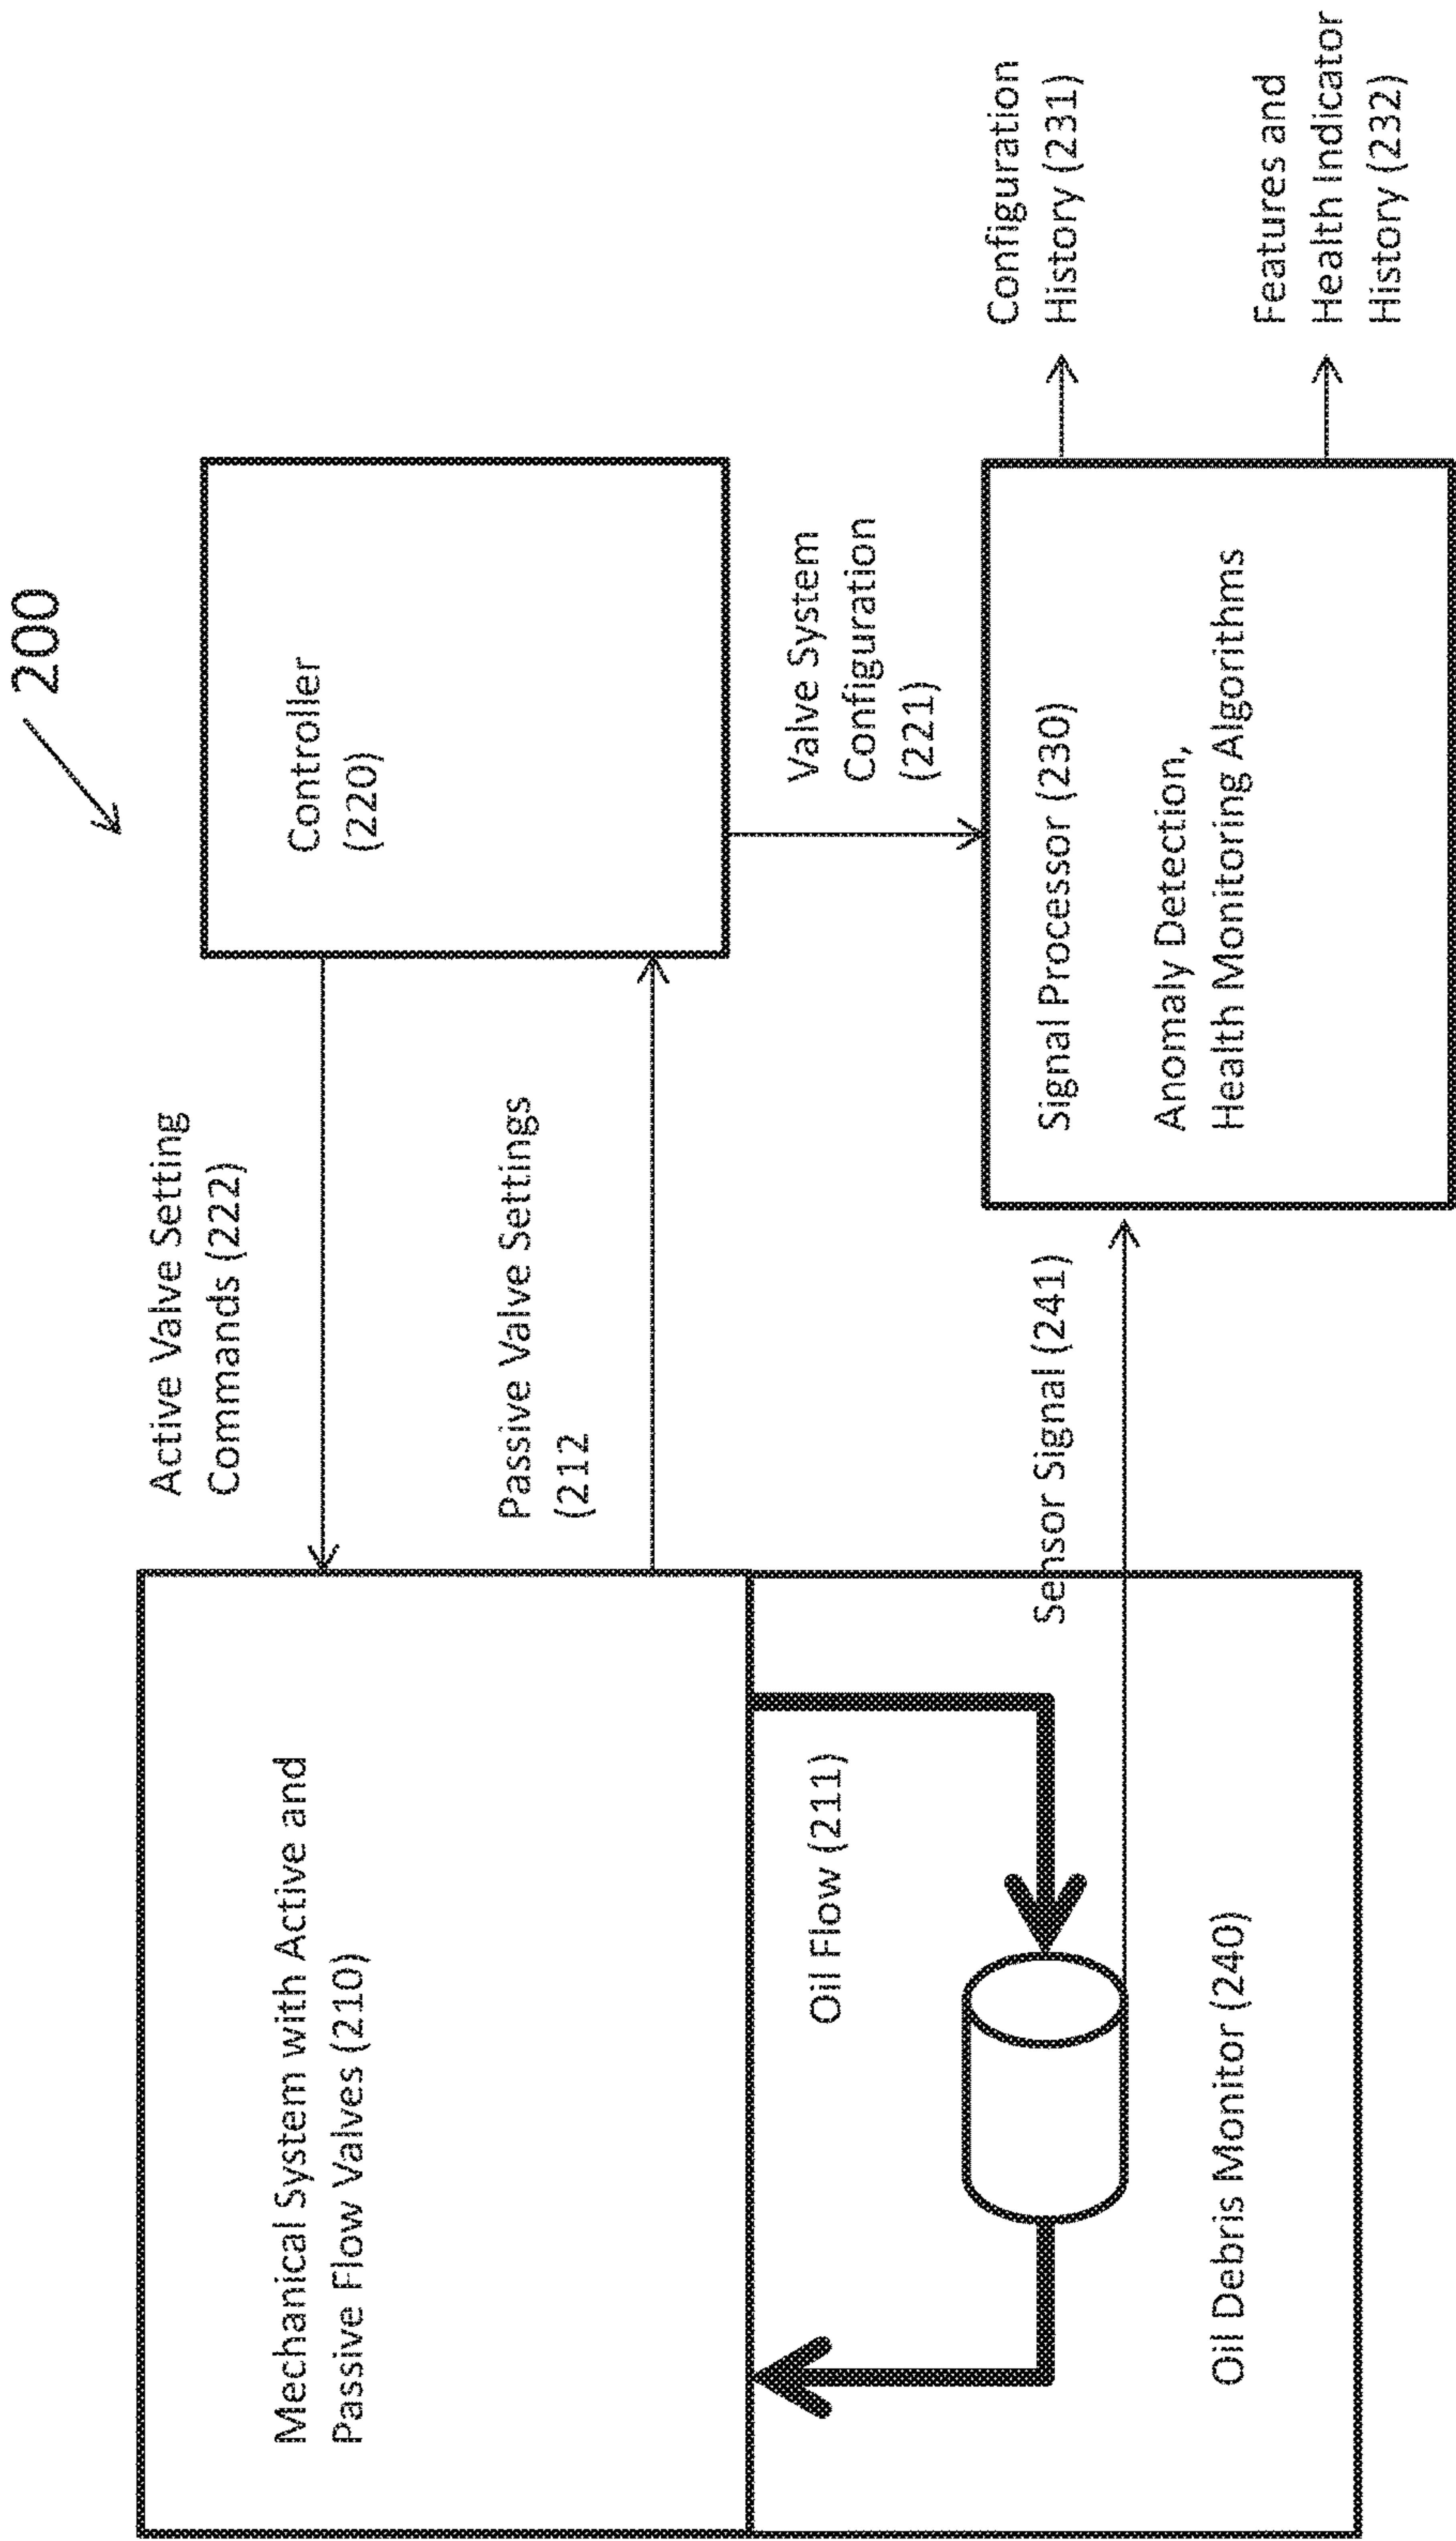 200
Mechanical System with Active and
Passive Flow Valves (210)
Active Valve Setting
Commands (222)
Passive Valve Settings
(212
Controller
(220)
Oil Flow (211)
Oil Debris Monitor (240)
Sensor Signal (241)
Valve System
Configuration
(221)
Signal Processor (230)
Anomaly Detection,
Health Monitoring Algorithms
Configuration
History (231)
Features and
Health Indicator
History (232)